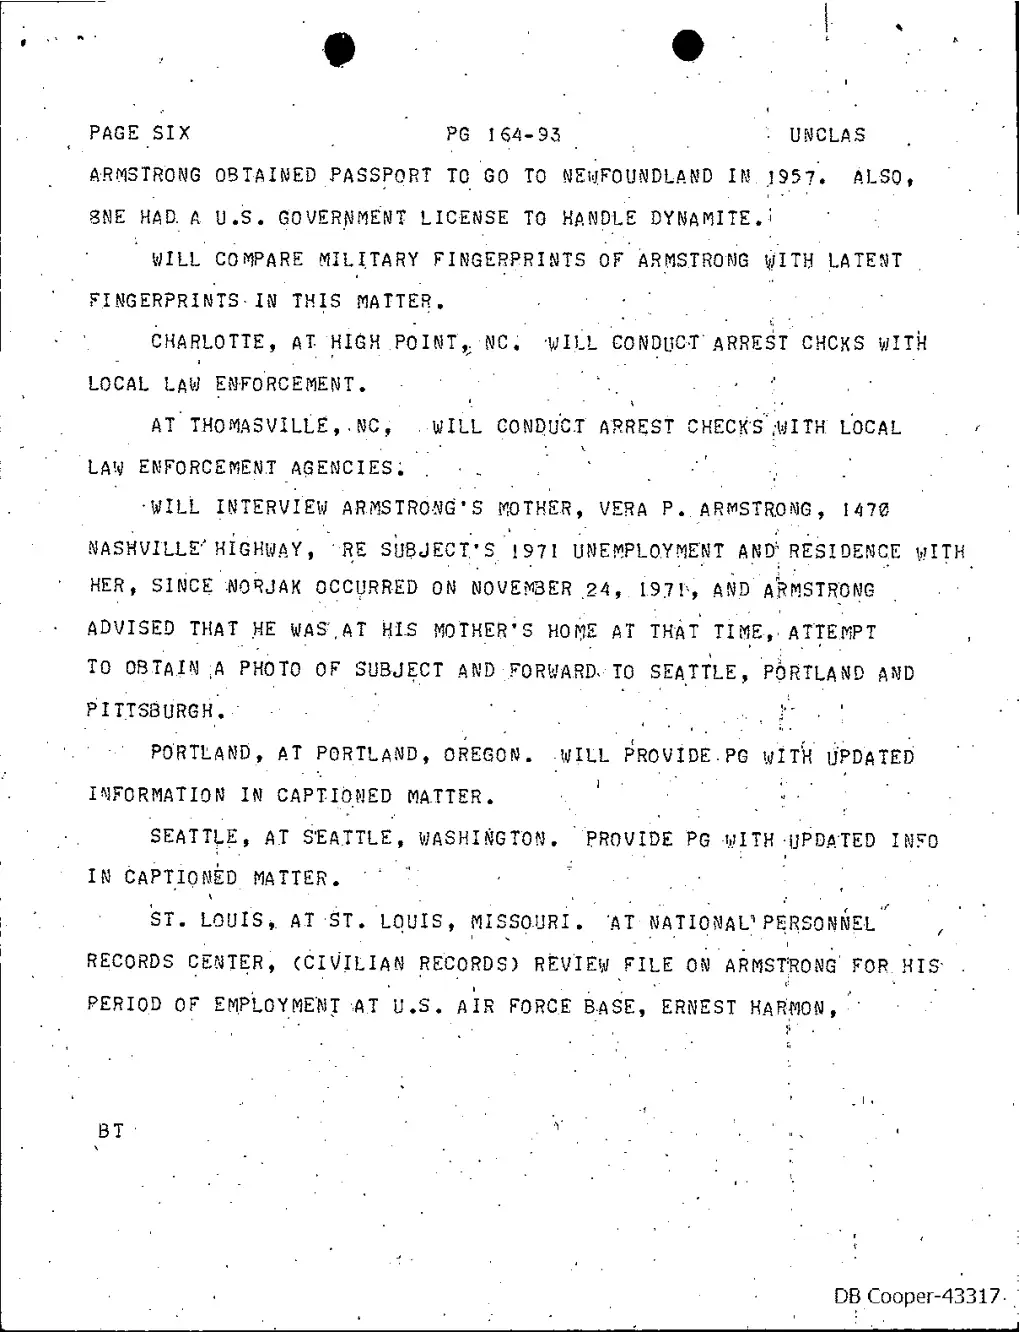 PAGE SIX PG 164-93 UNCLAS
ARMSTRONG OBTAINED PASSPORT TO GO TO NEWFOUNDLAND IN 1957. ALSO,
8NE HAD A U.S. GOVERNMENT LICENSE TO HANDLE DYNAMITE.
WILL COMPARE MILITARY FINGERPRINTS OF ARMSTRONG WITH LATENT
FINGERPRINTS IN THIS MATTER.
CHARLOTTE, AT HIGH POINT, NC. WILL CONDUCT ARREST CHCKS WITH
LOCAL LAW ENFORCEMENT.
AT THOMASVILLE, NC, WILL CONDUCT ARREST CHECKS WITH LOCAL
LAW ENFORCEMENT AGENCIES.
WILL INTERVIEW ARMSTRONG'S MOTHER, VERA P. ARMSTRONG, 1470
NASHVILLE HIGHWAY, RE SUBJECT'S 1971 UNEMPLOYMENT AND RESIDENCE WITH
HER, SINCE NORJAK OCCURRED ON NOVEMBER 24, 1971, AND ARMSTRONG
ADVISED THAT HE WAS AT HIS MOTHER'S HOME AT THAT TIME, ATTEMPT
TO OBTAIN A PHOTO OF SUBJECT AND FORWARD TO SEATTLE, PORTLAND AND
PITTSBURGH.
PORTLAND, AT PORTLAND, OREGON. WILL PROVIDE PG WITH UPDATED
INFORMATION IN CAPTIONED MATTER.
SEATTLE, AT SEATTLE, WASHINGTON. PROVIDE PG WITH UPDATED INFO
IN CAPTIONED MATTER.
ST. LOUIS, AT ST. LOUIS, MISSOURI. AT NATIONAL PERSONNEL
RECORDS CENTER, (CIVILIAN RECORDS) REVIEW FILE ON ARMSTRONG FOR HIS
PERIOD OF EMPLOYMENT AT U.S. AIR FORCE BASE, ERNEST HARMON,
BT
DB Cooper-43317